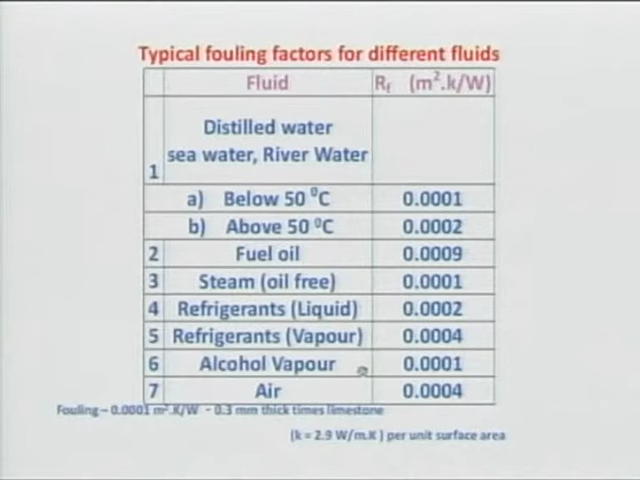 Typical fouling factors for different fluids
Fluid R_f (m².k/W)
Distilled water
sea water, River Water
1
a) Below 50 ⁰C 0.0001
b) Above 50 ⁰C 0.0002
2 Fuel oil 0.0009
3 Steam (oil free) 0.0001
4 Refrigerants (Liquid) 0.0002
5 Refrigerants (Vapour) 0.0004
6 Alcohol Vapour 0.0001
7 Air 0.0004
Fouling – 0.0001 m².K/W - 0.3 mm thick times limestone
(k = 2.9 W/m.K ) per unit surface area